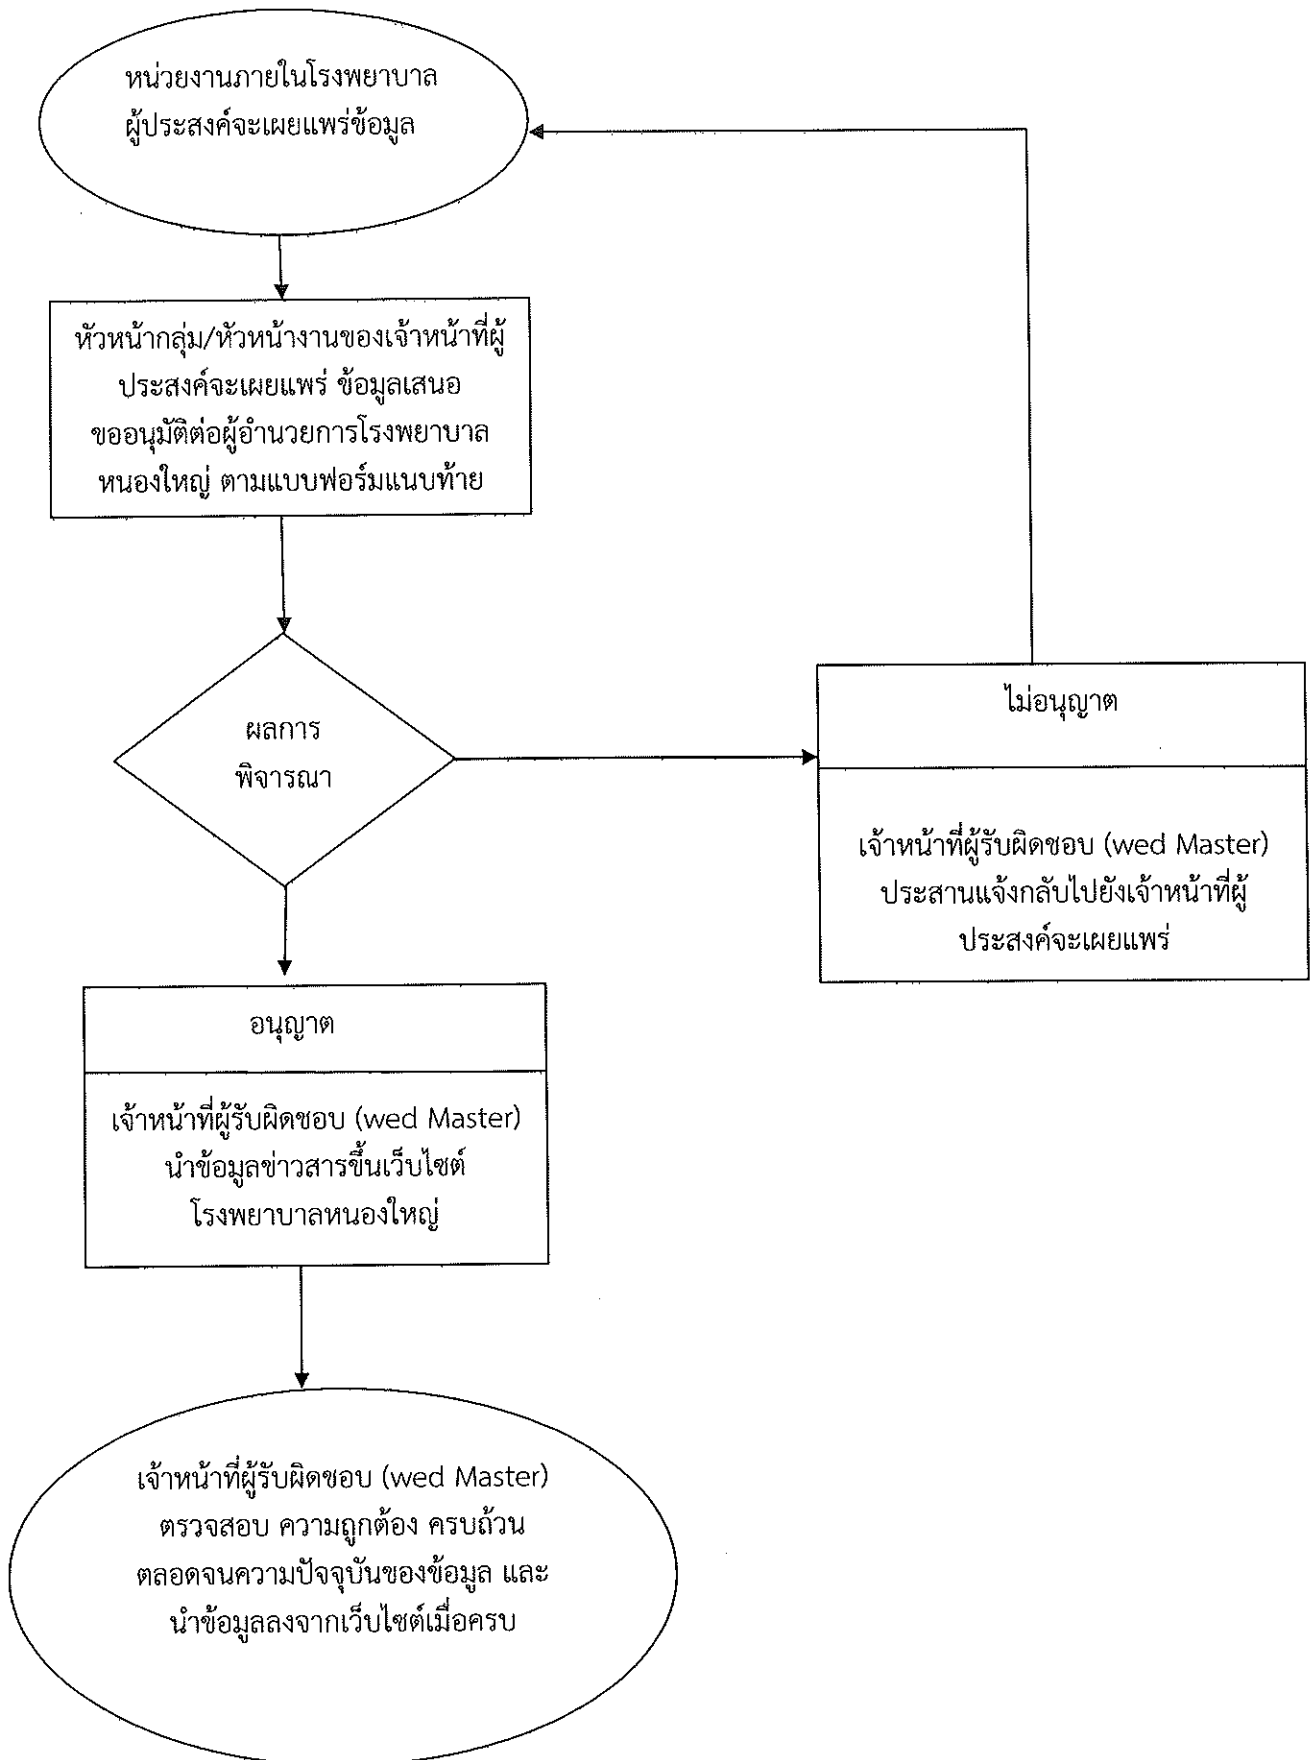 หน่วยงานภายในโรงพยาบาล
ผู้ประสงค์จะเผยแพร่ข้อมูล
หัวหน้ากลุ่ม/หัวหน้างานของเจ้าหน้าที่ผู้
ประสงค์จะเผยแพร่ ข้อมูลเสนอ
ขออนุมัติต่อผู้อำนวยการโรงพยาบาล
หนองใหญ่ ตามแบบฟอร์มแนบท้าย
ผลการ
พิจารณา
ไม่อนุญาต
เจ้าหน้าที่ผู้รับผิดชอบ (wed Master)
ประสานแจ้งกลับไปยังเจ้าหน้าที่ผู้
ประสงค์จะเผยแพร่
อนุญาต
เจ้าหน้าที่ผู้รับผิดชอบ (wed Master)
นำข้อมูลข่าวสารขึ้นเว็บไซต์
โรงพยาบาลหนองใหญ่
เจ้าหน้าที่ผู้รับผิดชอบ (wed Master)
ตรวจสอบ ความถูกต้อง ครบถ้วน
ตลอดจนความปัจจุบันของข้อมูล และ
นำข้อมูลลงจากเว็บไซต์เมื่อครบ